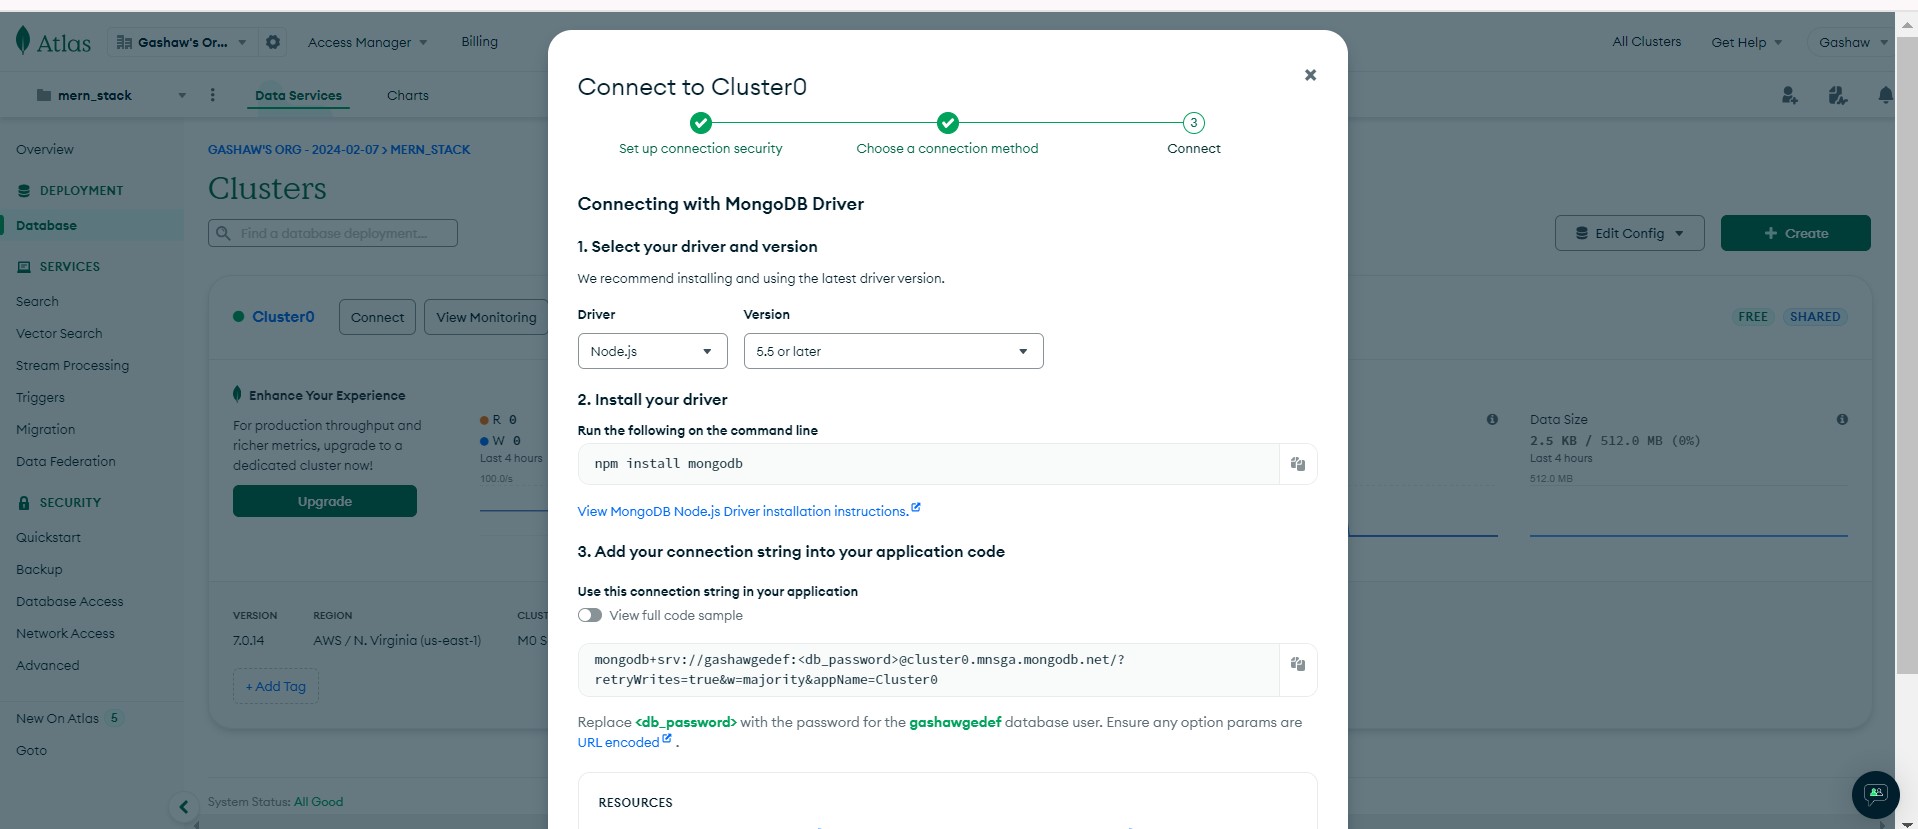 Atlas
Gashaw's Or...
Access Manager
Billing
All Clusters
Get Help
Gashaw
mern_stack
Data Services
Charts
Overview
DEPLOYMENT
Database
SERVICES
Search
Vector Search
Stream Processing
Triggers
Migration
Data Federation
SECURITY
Quickstart
Backup
Database Access
Network Access
Advanced
New On Atlas 5
Goto
GASHAW'S ORG - 2024-02-07 > MERN_STACK
Clusters
Find a database deployment...
Edit Config
+ Create
Cluster0
Connect
View Monitoring
FREE
SHARED
Enhance Your Experience
For production throughput and
richer metrics, upgrade to a
dedicated cluster now!
Upgrade
R 0
W 0
Last 4 hours
100.0/s
Data Size
2.5 KB / 512.0 MB (0%)
Last 4 hours
512.0 MB
VERSION
7.0.14
REGION
AWS / N. Virginia (us-east-1)
CLUST
M0 S
+ Add Tag
System Status: All Good
Connect to Cluster0
Set up connection security
Choose a connection method
3
Connect
Connecting with MongoDB Driver
1. Select your driver and version
We recommend installing and using the latest driver version.
Driver
Version
Node.js
5.5 or later
2. Install your driver
Run the following on the command line
npm install mongodb
View MongoDB Node.js Driver installation instructions.
3. Add your connection string into your application code
Use this connection string in your application
View full code sample
mongodb+srv://gashawgedef:<db_password>@cluster0.mnsga.mongodb.net/?
retryWrites=true&w=majority&appName=Cluster0
Replace <db_password> with the password for the gashawgedef database user. Ensure any option params are
URL encoded .
RESOURCES